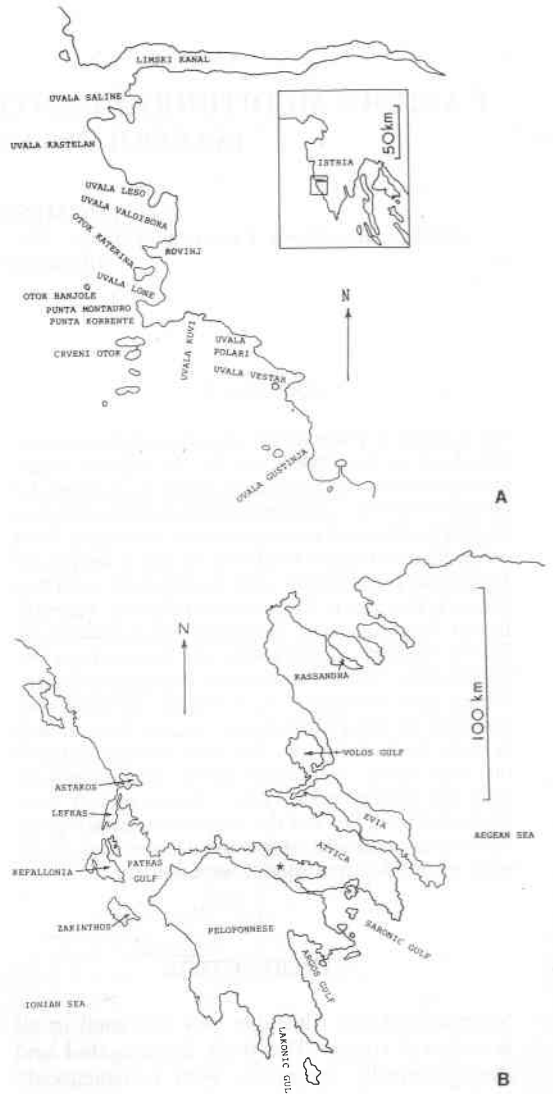 LIMSKI KANAL
UVALA SALINE
UVALA KASTELAN
ISTRIA
50km
UVALA LESO
UVALA VALDIBORA
OTOK KATERINA
ROVINJ
UVALA LONE
OTOK BANJOLE
PUNTA MONTAURO
PUNTA KORRENTE
N
CRVENI OTOK
UVALA KUVI
UVALA
POLARI
UVALA VESTAR
UVALA GUSTINJA
A
N
KASSANDRA
100 km
VOLOS GULF
ASTAKOS
LEFKAS
EVIA
AEGEAN SEA
ATTICA
KEFALLONIA
PATRAS
GULF
*
ZAKINTHOS
PELOPONNESE
SARONIC GULF
ARGOS GULF
IONIAN SEA
LAKONIC GUL
B